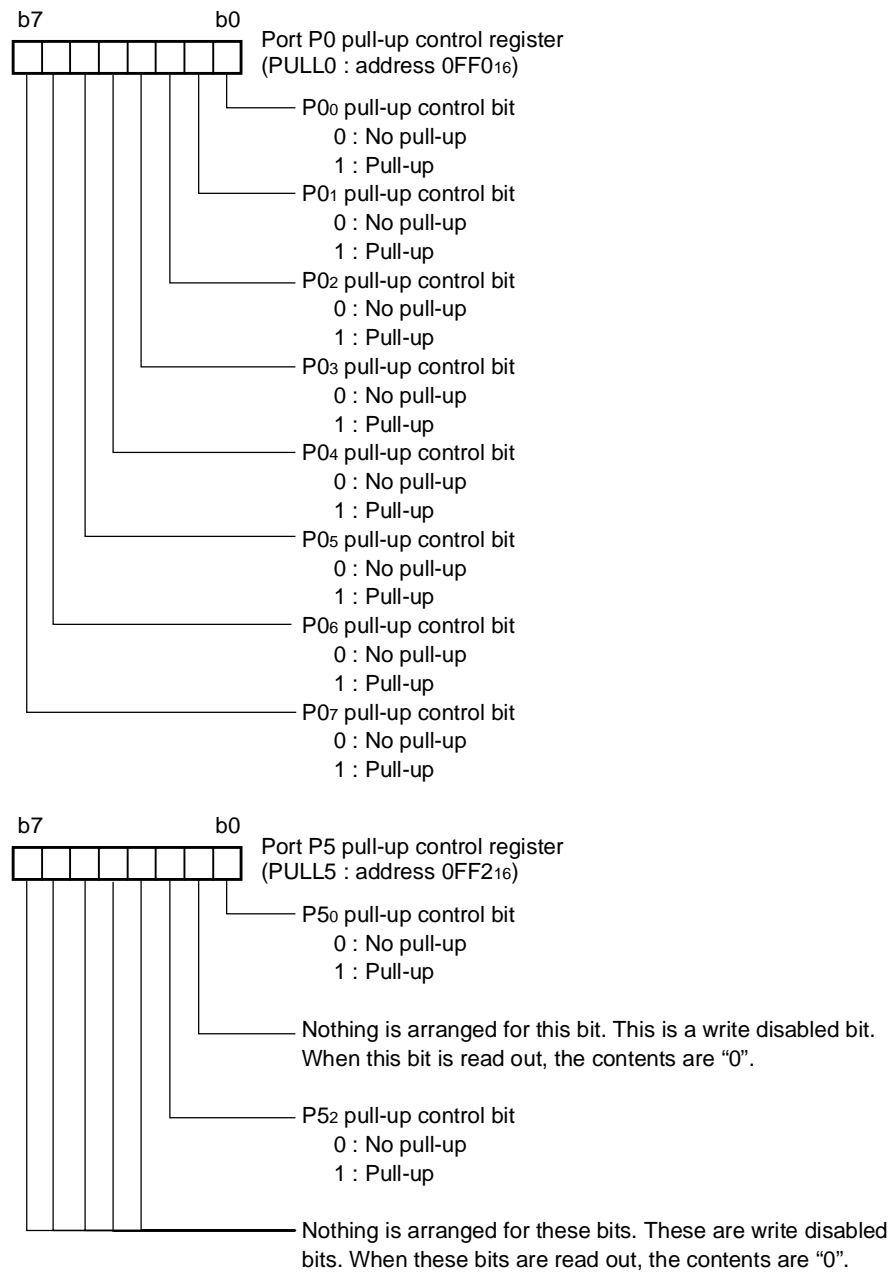 b7 b0
Port P0 pull-up control register
(PULL0 : address 0FF0₁₆)
P0₀ pull-up control bit
0 : No pull-up
1 : Pull-up
P0₁ pull-up control bit
0 : No pull-up
1 : Pull-up
P0₂ pull-up control bit
0 : No pull-up
1 : Pull-up
P0₃ pull-up control bit
0 : No pull-up
1 : Pull-up
P0₄ pull-up control bit
0 : No pull-up
1 : Pull-up
P0₅ pull-up control bit
0 : No pull-up
1 : Pull-up
P0₆ pull-up control bit
0 : No pull-up
1 : Pull-up
P0₇ pull-up control bit
0 : No pull-up
1 : Pull-up
b7 b0
Port P5 pull-up control register
(PULL5 : address 0FF2₁₆)
P5₀ pull-up control bit
0 : No pull-up
1 : Pull-up
Nothing is arranged for this bit. This is a write disabled bit.
When this bit is read out, the contents are “0”.
P5₂ pull-up control bit
0 : No pull-up
1 : Pull-up
Nothing is arranged for these bits. These are write disabled
bits. When these bits are read out, the contents are “0”.